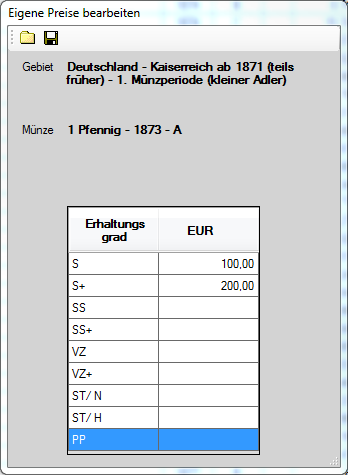 Eigene Preise bearbeiten
Gebiet Deutschland - Kaiserreich ab 1871 (teils
früher) - 1. Münzperiode (kleiner Adler)
Münze 1 Pfennig - 1873 - A
Erhaltungs
grad EUR
S 100,00
S+ 200,00
SS
SS+
VZ
VZ+
ST/ N
ST/ H
PP